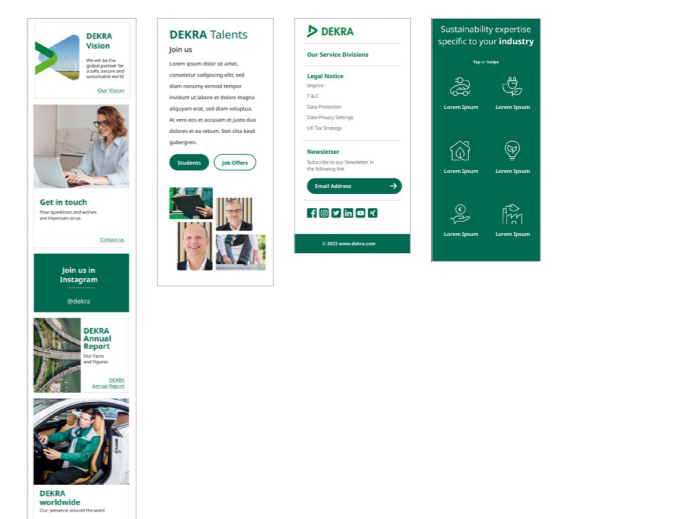 DEKRA
Vision
We will be the
global partner for
a safe, secure and
sustainable world
Our Vision
Get in touch
Your questions and wishes
are important to us.
Contact us
Join us in
Instagram
@dekra
DEKRA
Annual
Report
Our Facts
and Figures
DEKRA
Annual Report
DEKRA
worldwide
Our presence around the word
DEKRA Talents
Join us
Lorem ipsum dolor sit amet,
consetetur sadipscing elitr, sed
diam nonumy eirmod tempor
invidunt ut labore et dolore magna
aliquyam erat, sed diam voluptua.
At vero eos et accusam et justo duo
dolores et ea rebum. Stet clita kasd
gubergren.
Students
Job Offers
DEKRA
Our Service Divisions
Legal Notice
Imprint
T & C
Data Protection
Data Privacy Settings
UK Tax Strategy
Newsletter
Subscribe to our Newsletter in
the following link
Email Address
© 2023 www.dekra.com
Sustainability expertise
specific to your industry
Tap or Swipe
Lorem Ipsum
Lorem Ipsum
Lorem Ipsum
Lorem Ipsum
Lorem Ipsum
Lorem Ipsum